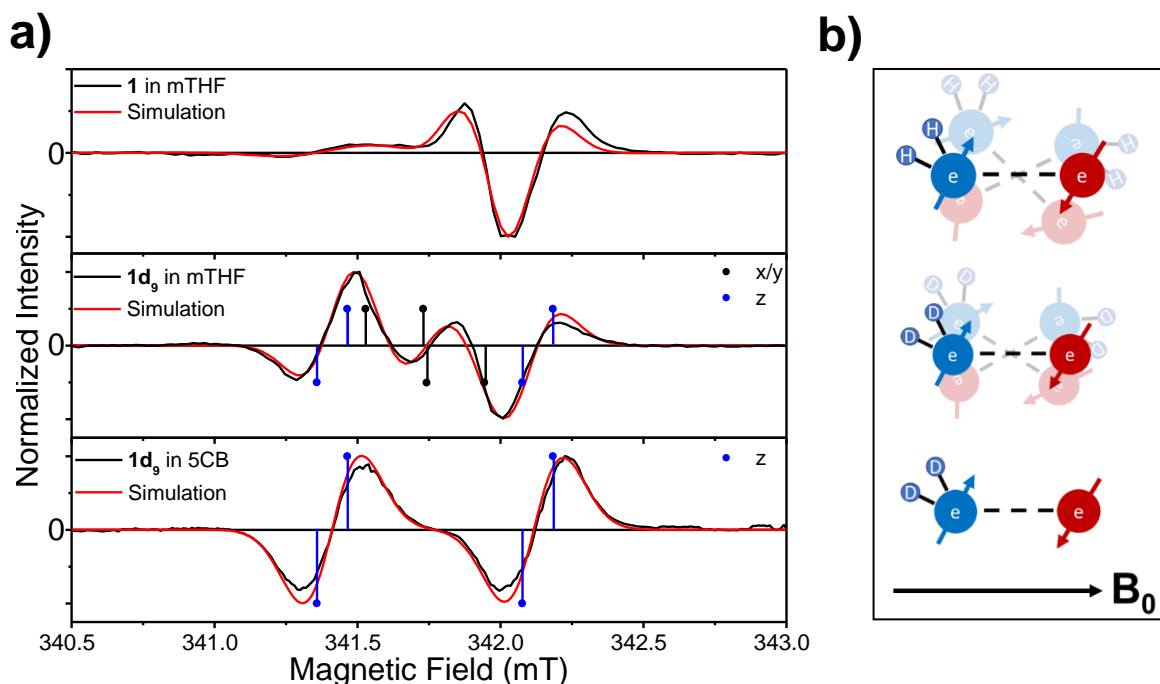 a)
b)
Normalized Intensity
1 in mTHF
Simulation
0
1d₉ in mTHF
Simulation
x/y
z
0
1d₉ in 5CB
Simulation
z
0
340.5 341.0 341.5 342.0 342.5 343.0
Magnetic Field (mT)
H H
e e H
H
H e e H
e e
D D
D e e D
D e e D
e e
D
D e e
B₀